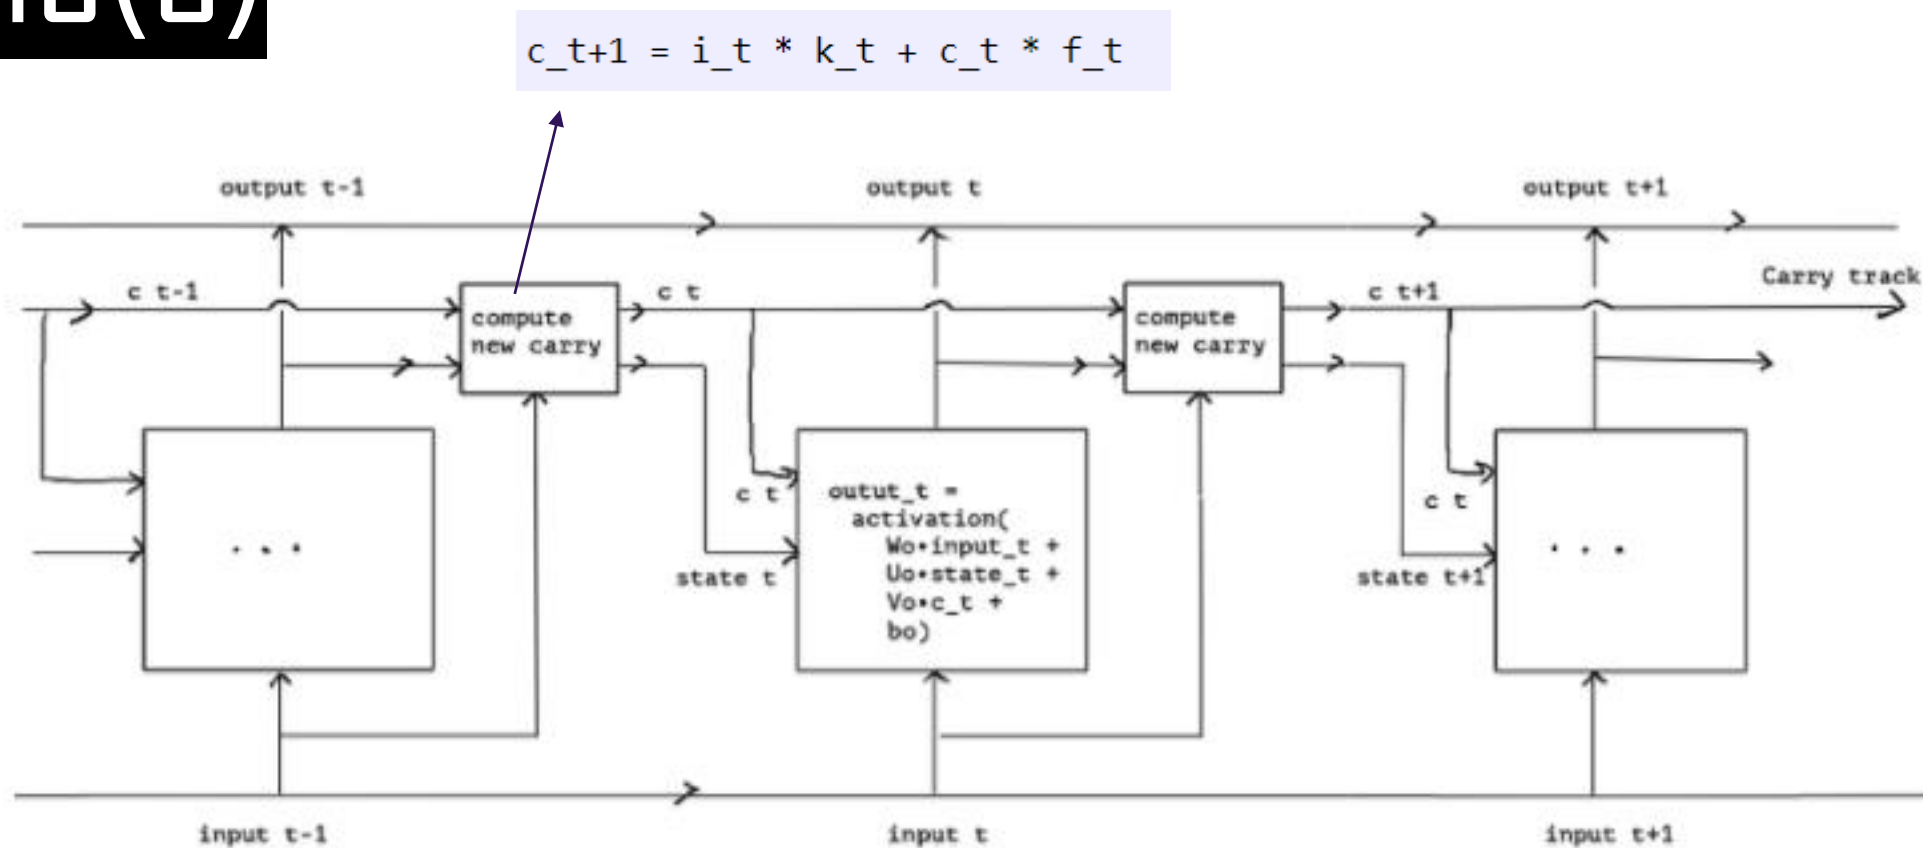 c_t+1 = i_t * k_t + c_t * f_t
output t-1
output t
output t+1
c t-1
c t
c t+1
Carry track
compute
new carry
compute
new carry
c t
outut_t =
activation(
Wo•input_t +
Uo•state_t +
Vo•c_t +
bo)
c t
. . .
. . .
state t
state t+1
input t-1
input t
input t+1